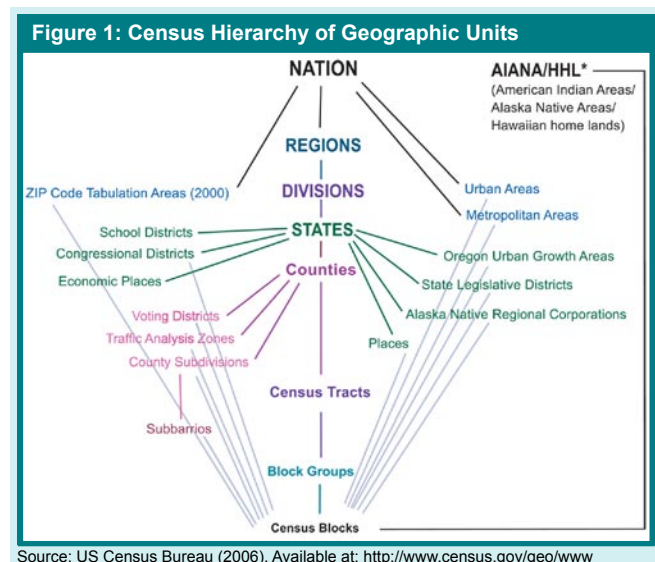 Figure 1: Census Hierarchy of Geographic Units
NATION
AIANA/HHL*
(American Indian Areas/
Alaska Native Areas/
Hawaiian home lands)
REGIONS
ZIP Code Tabulation Areas (2000)
DIVISIONS
Urban Areas
Metropolitan Areas
School Districts
STATES
Congressional Districts
Oregon Urban Growth Areas
Economic Places
Counties
State Legislative Districts
Voting Districts
Alaska Native Regional Corporations
Traffic Analysis Zones
Places
County Subdivisions
Census Tracts
Subbarrios
Block Groups
Census Blocks
Source: US Census Bureau (2006). Available at: http://www.census.gov/geo/www